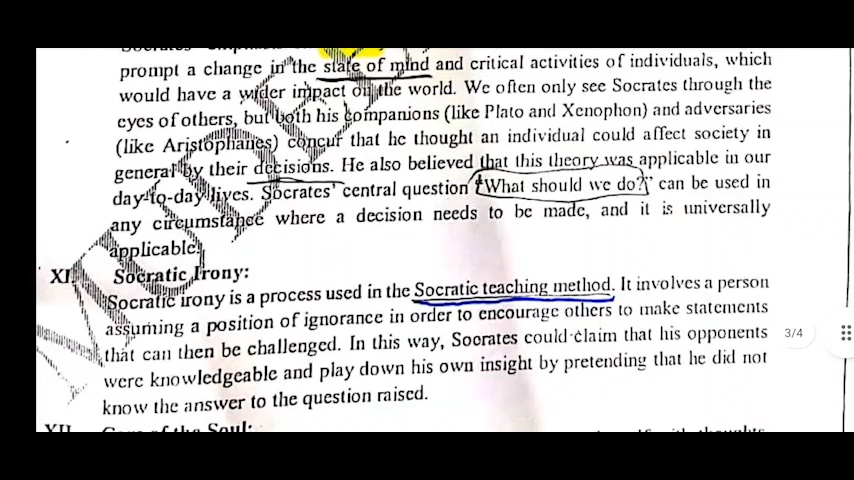 prompt a change in the state of mind and critical activities of individuals, which
would have a wider impact on the world. We often only see Socrates through the
eyes of others, but both his companions (like Plato and Xenophon) and adversaries
(like Aristophanes) concur that he thought an individual could affect society in
general by their decisions. He also believed that this theory was applicable in our
day-to-day lives. Socrates' central question "What should we do?" can be used in
any circumstance where a decision needs to be made, and it is universally
applicable.
XI. Socratic Irony:
Socratic irony is a process used in the Socratic teaching method. It involves a person
assuming a position of ignorance in order to encourage others to make statements
that can then be challenged. In this way, Socrates could claim that his opponents
were knowledgeable and play down his own insight by pretending that he did not
know the answer to the question raised.
3/4